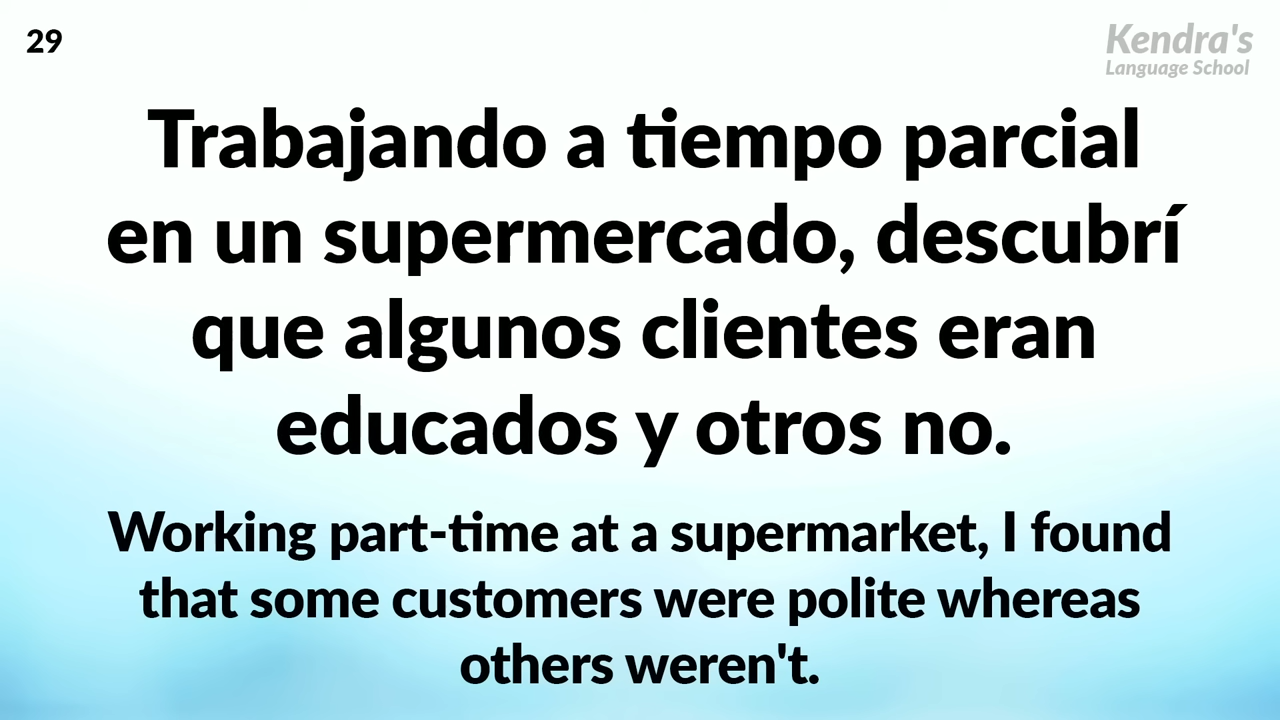 29
Kendra's
Language School
Trabajando a tiempo parcial
en un supermercado, descubrí
que algunos clientes eran
educados y otros no.
Working part-time at a supermarket, I found
that some customers were polite whereas
others weren't.